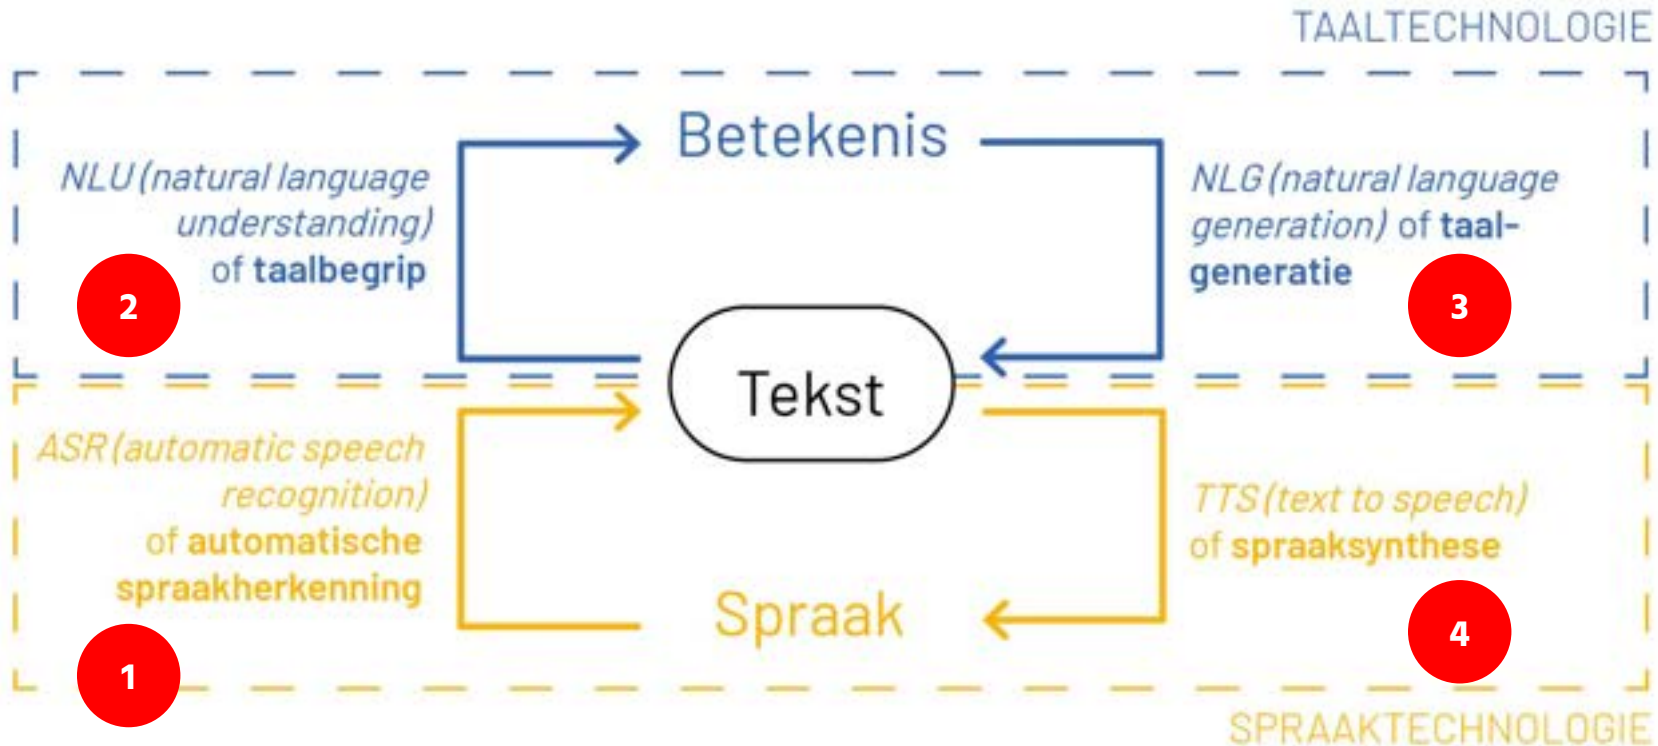 TAALTECHNOLOGIE
Betekenis
NLU (natural language
understanding)
of taalbegrip
2
NLG (natural language
generation) of taal-
generatie
3
Tekst
ASR (automatic speech
recognition)
of automatische
spraakherkenning
1
TTS (text to speech)
of spraaksynthese
4
Spraak
SPRAAKTECHNOLOGIE